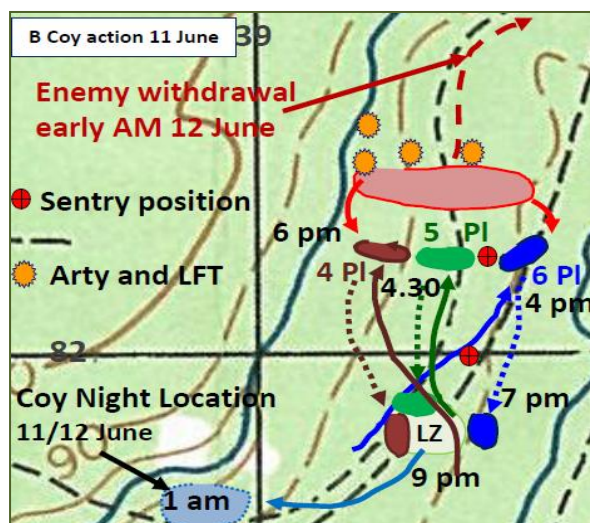 B Coy action 11 June
39
Enemy withdrawal
early AM 12 June
Sentry position
6 pm
5 Pl
Arty and LFT
4 Pl
4.30
6 Pl
4 pm
82
Coy Night Location
11/12 June
7 pm
90
LZ
9 pm
1 am